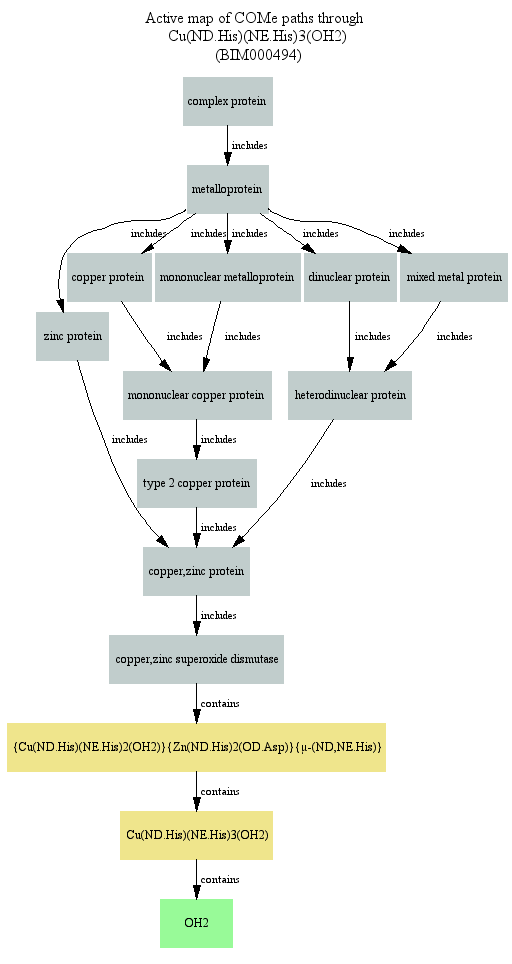 Active map of COMe paths through
Cu(ND.His)(NE.His)3(OH2)
(BIM000494)
complex protein
includes
metalloprotein
includes
includes
includes
includes
includes
copper protein
mononuclear metalloprotein
dinuclear protein
mixed metal protein
zinc protein
includes
includes
includes
includes
mononuclear copper protein
heterodinuclear protein
includes
includes
type 2 copper protein
includes
includes
copper,zinc protein
includes
copper,zinc superoxide dismutase
contains
{Cu(ND.His)(NE.His)2(OH2)}{Zn(ND.His)2(OD.Asp)}{μ-(ND,NE.His)}
contains
Cu(ND.His)(NE.His)3(OH2)
contains
OH2